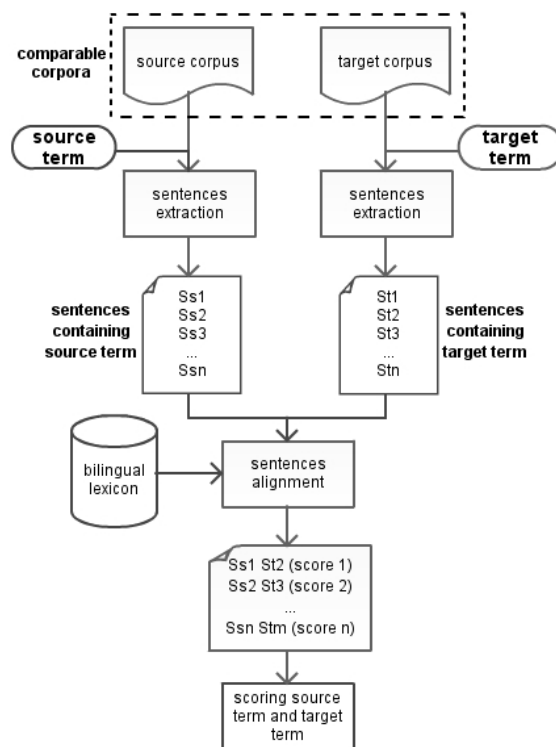 comparable
corpora
source corpus
target corpus
source
term
target
term
sentences
extraction
sentences
extraction
sentences
containing
source term
Ss1
Ss2
Ss3
...
Ssn
St1
St2
St3
...
Stn
sentences
containing
target term
bilingual
lexicon
sentences
alignment
Ss1 St2 (score 1)
Ss2 St3 (score 2)
...
Ssn Stm (score n)
scoring source
term and target
term